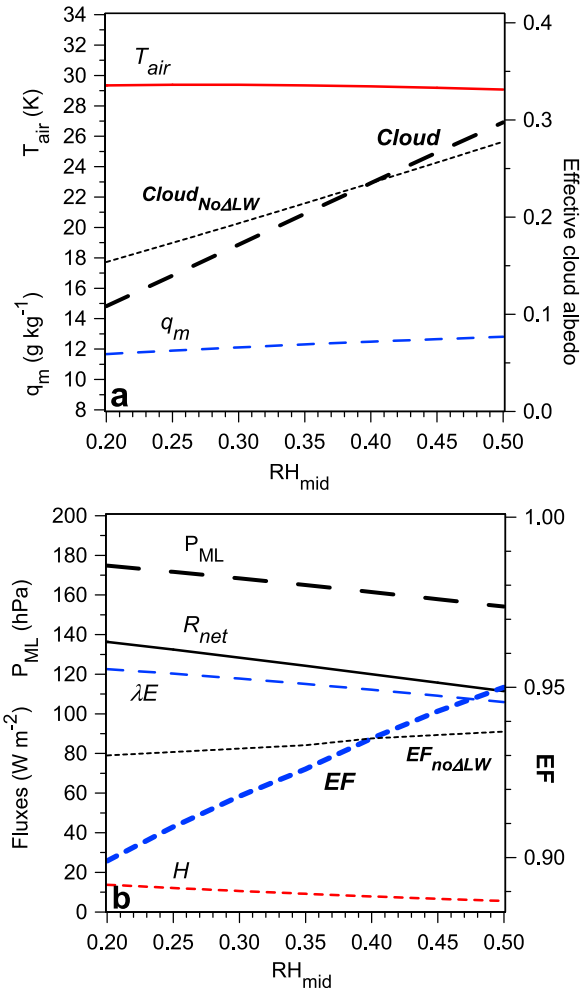 34
32
30
28
26
24
22
20
18
16
14
12
10
8
T_air (K)
q_m (g kg⁻¹)
T_air
Cloud
Cloud_NoΔLW
q_m
a
0.4
0.3
0.2
0.1
0.0
Effective cloud albedo
0.20 0.25 0.30 0.35 0.40 0.45 0.50
RH_mid
200
180
160
140
120
100
80
60
40
20
0
P_ML (hPa)
Fluxes (W m⁻²)
P_ML
R_net
λE
EF_noΔLW
EF
H
b
1.00
0.95
0.90
EF
0.20 0.25 0.30 0.35 0.40 0.45 0.50
RH_mid